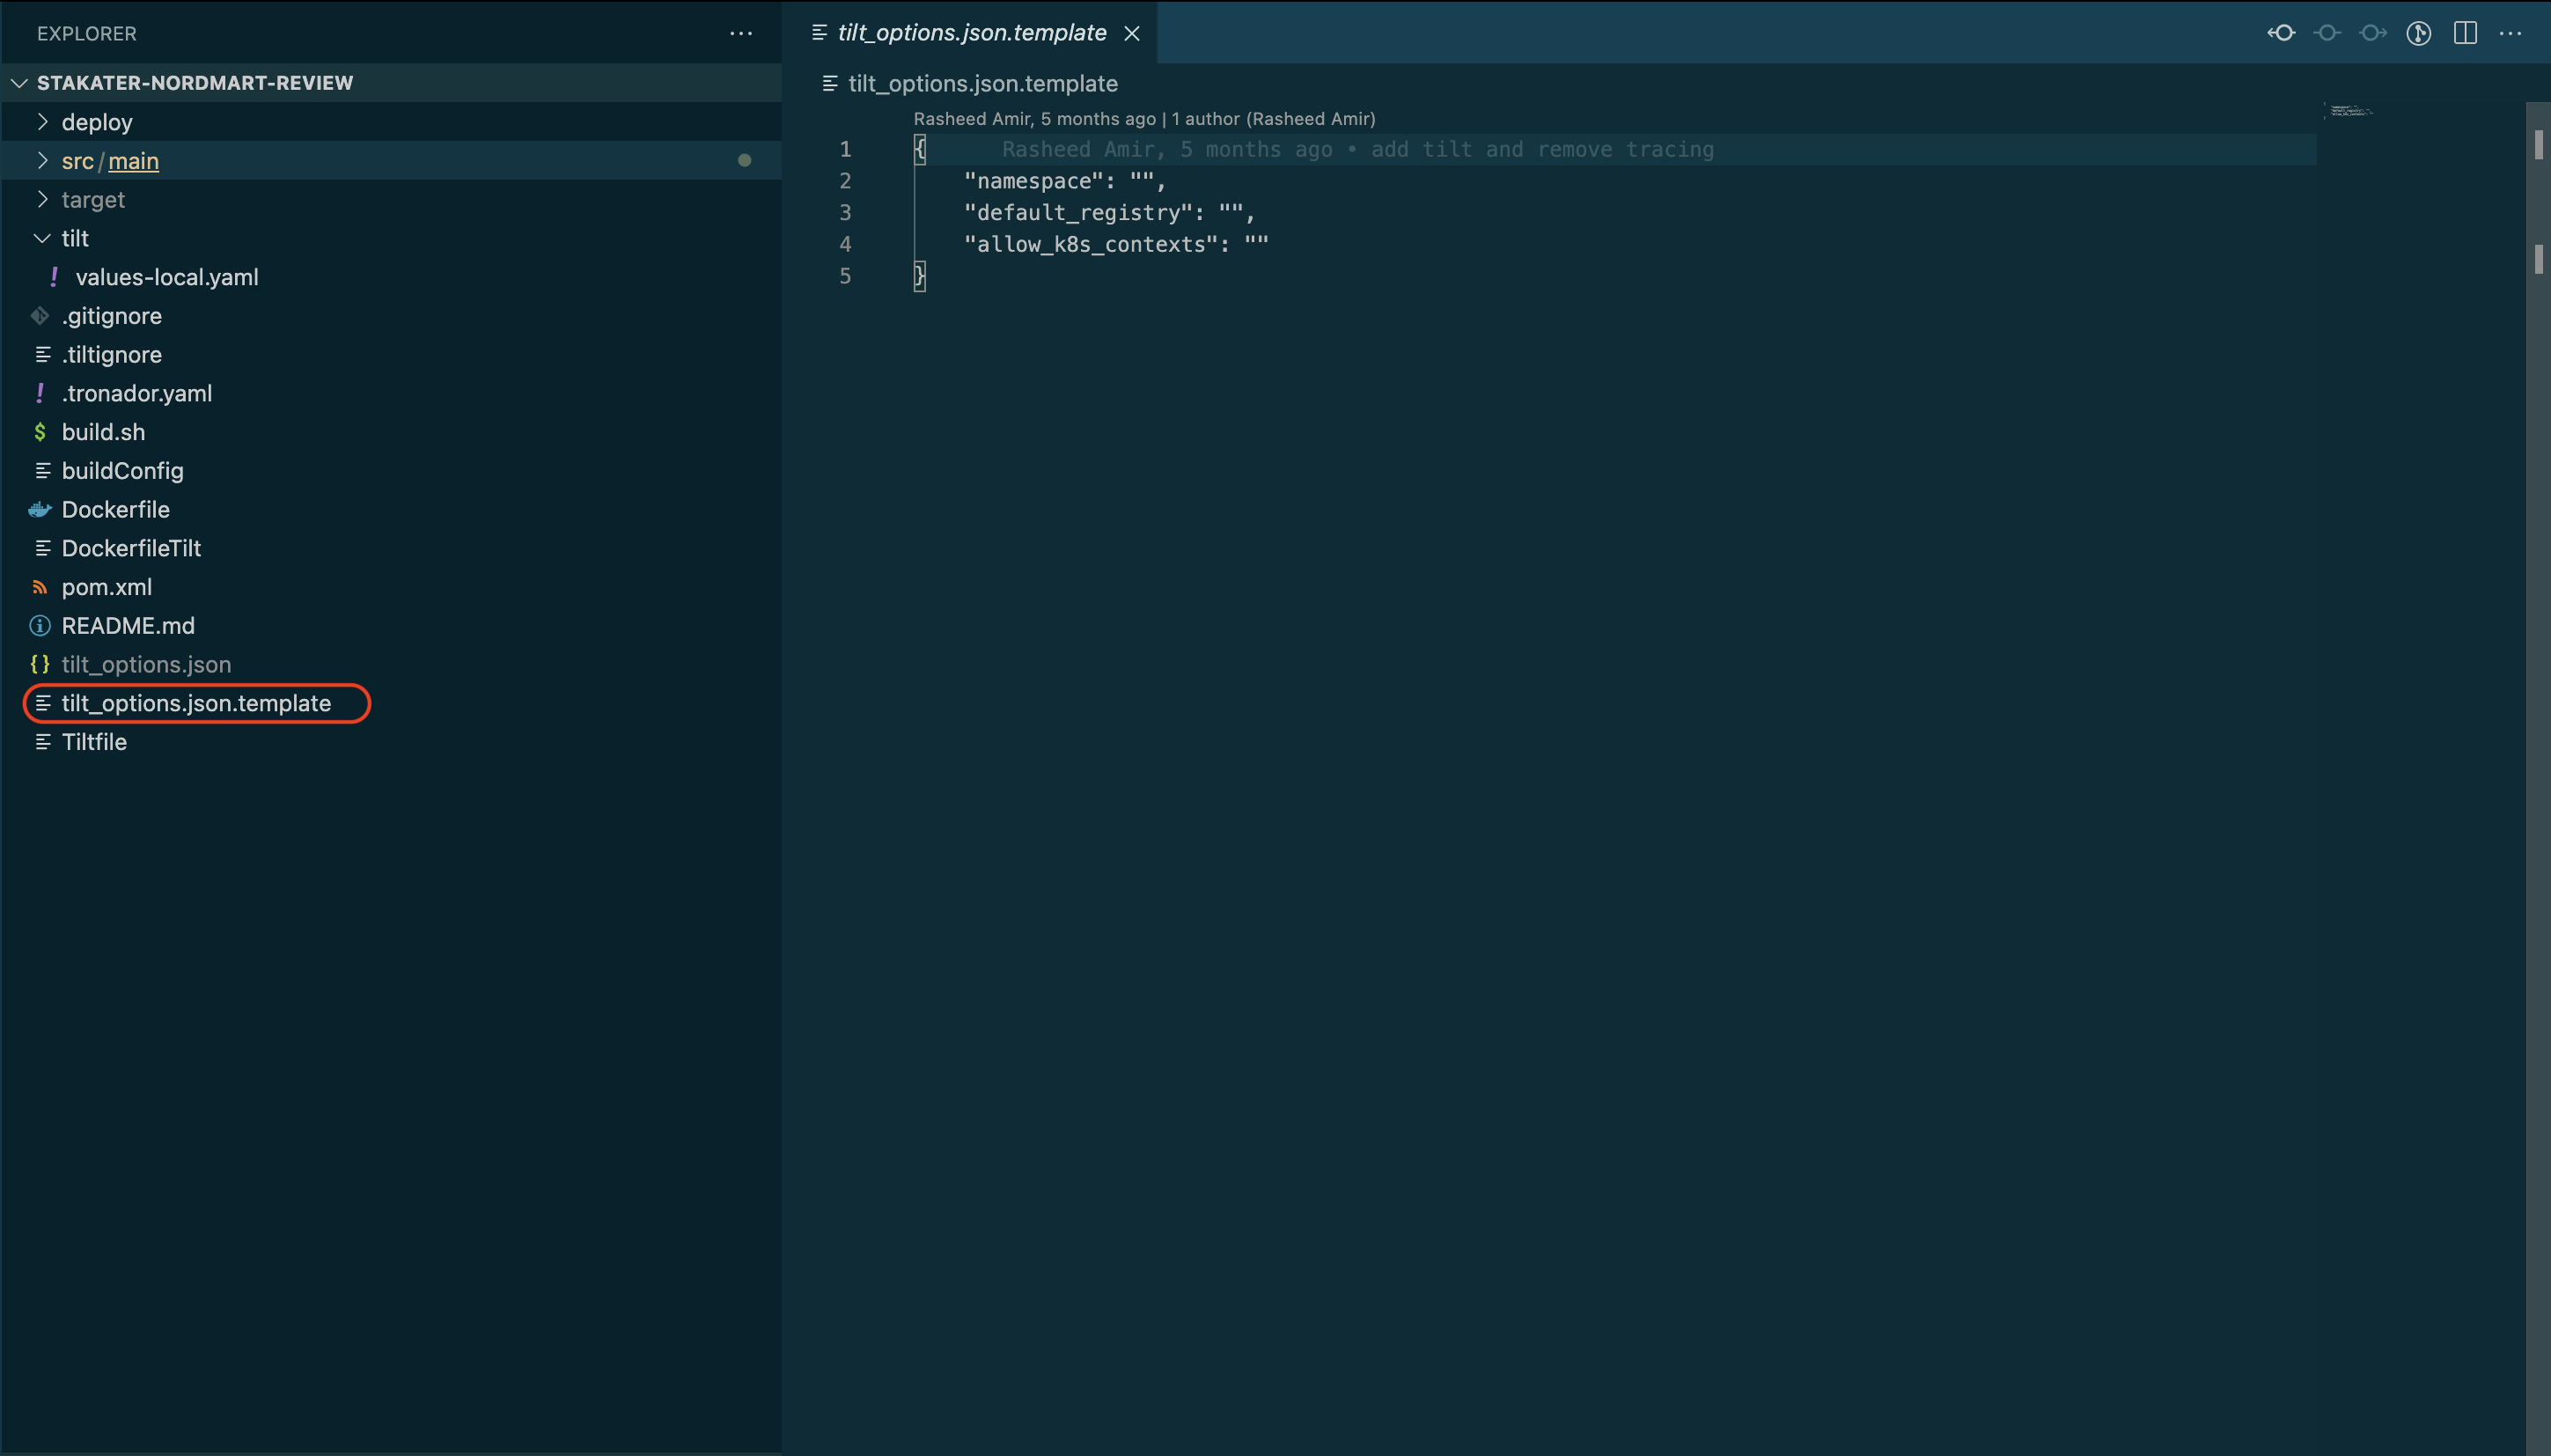 EXPLORER
STAKATER-NORDMART-REVIEW
deploy
src/main
target
tilt
! values-local.yaml
.gitignore
.tiltignore
! .tronador.yaml
$ build.sh
buildConfig
Dockerfile
DockerfileTilt
pom.xml
README.md
{} tilt_options.json
tilt_options.json.template
Tiltfile
tilt_options.json.template
tilt_options.json.template
Rasheed Amir, 5 months ago | 1 author (Rasheed Amir)
1 { Rasheed Amir, 5 months ago • add tilt and remove tracing
2 "namespace": "",
3 "default_registry": "",
4 "allow_k8s_contexts": ""
5 }